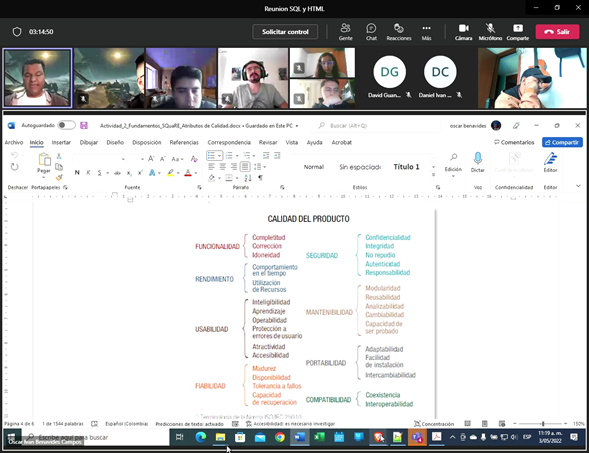 Reunion SQL y HTML
03:14:50
Solicitar control
Gente
Chat
Reacciones
Más
Cámara
Micrófono
Comparte
Salir
DG
David Guan...
DC
Daniel Ivan ...
Autoguardado
Actividad_2_Fundamentos_SQuaRE_Atributos de Calidad.docx • Guardado en Este PC
Buscar (Alt+Q)
oscar benavides
Archivo Inicio Insertar Dibujar Diseño Disposición Referencias Correspondencia Revisar Vista Ayuda Acrobat
Comentarios
Compartir
Pegar
N K S
Normal
Sin espaciado
Título 1
Edición
Dictar
Editor
Deshacer Portapapeles Fuente Párrafo Estilos Voz Confidencialidad Editor
CALIDAD DEL PRODUCTO
FUNCIONALIDAD
Completitud
Corrección
Idoneidad
RENDIMIENTO
Comportamiento
en el tiempo
Utilización
de Recursos
USABILIDAD
Inteligibilidad
Aprendizaje
Operabilidad
Protección a
errores de usuario
Atractividad
Accesibilidad
FIABILIDAD
Madurez
Disponibilidad
Tolerancia a fallos
Capacidad
de recuperación
SEGURIDAD
Confidencialidad
Integridad
No repudio
Autenticidad
Responsabilidad
MANTENIBILIDAD
Modularidad
Reusabilidad
Analizabilidad
Cambiabilidad
Capacidad de
ser probado
PORTABILIDAD
Adaptabilidad
Facilidad
de instalación
Intercambiabilidad
COMPATIBILIDAD
Coexistencia
Interoperabilidad
Página 4 de 6
1 de 1544 palabras
Español (Colombia)
Predicciones de texto: activado
Accesibilidad: es necesario investigar
Concentración
150%
Oscar Ivan Benavides Campos
Escribe aquí para buscar
ESP
11:19 a. m.
3/05/2022